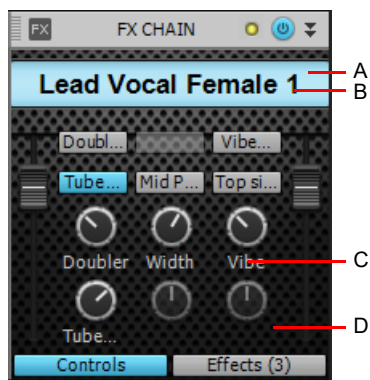 FX FX CHAIN
A
Lead Vocal Female 1
B
Doubl... Vibe...
Tube... Mid P... Top si...
Doubler Width Vibe
C
D
Tube...
Controls Effects (3)